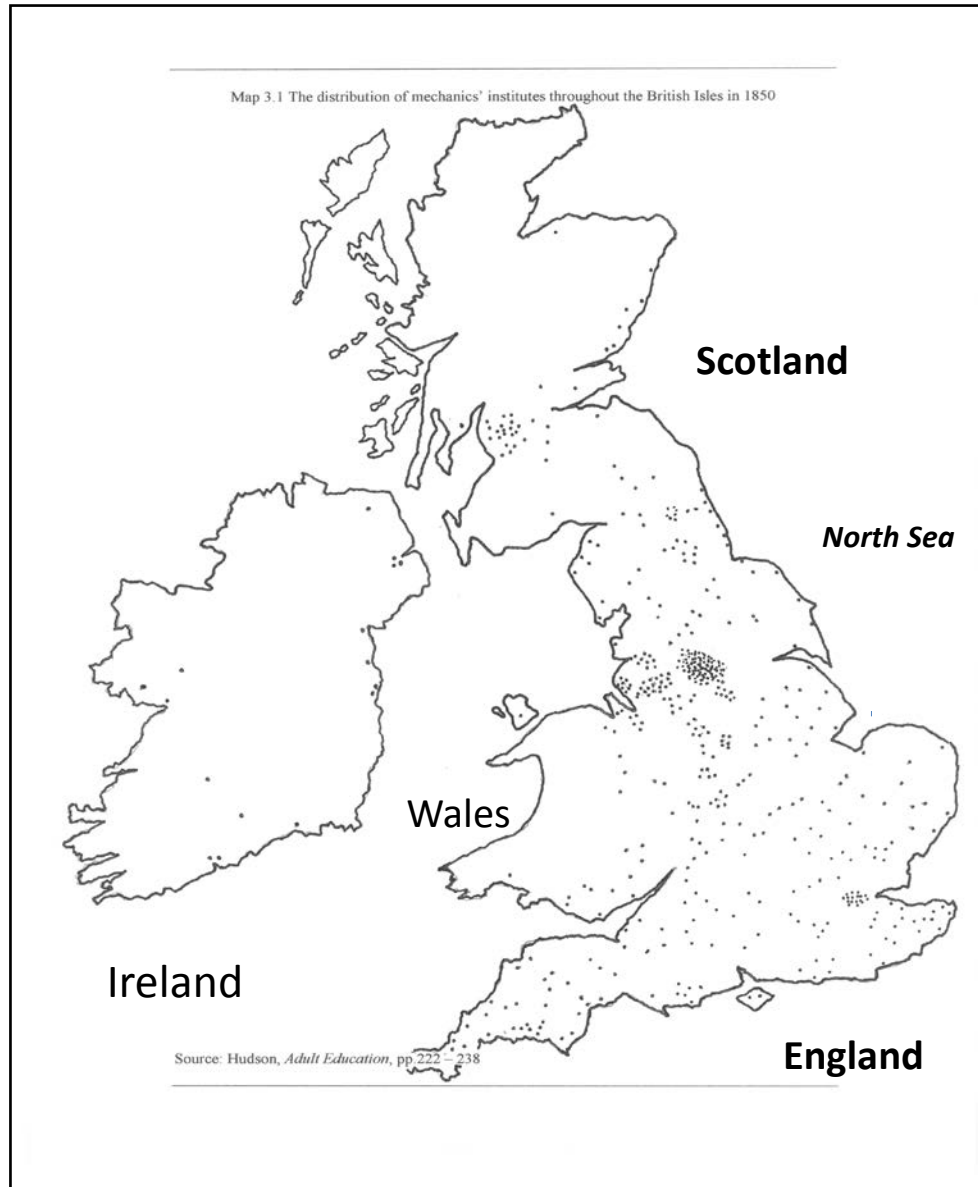 Map 3.1 The distribution of mechanics' institutes throughout the British Isles in 1850
Scotland
North Sea
Wales
Ireland
England
Source: Hudson, Adult Education, pp.222 – 238